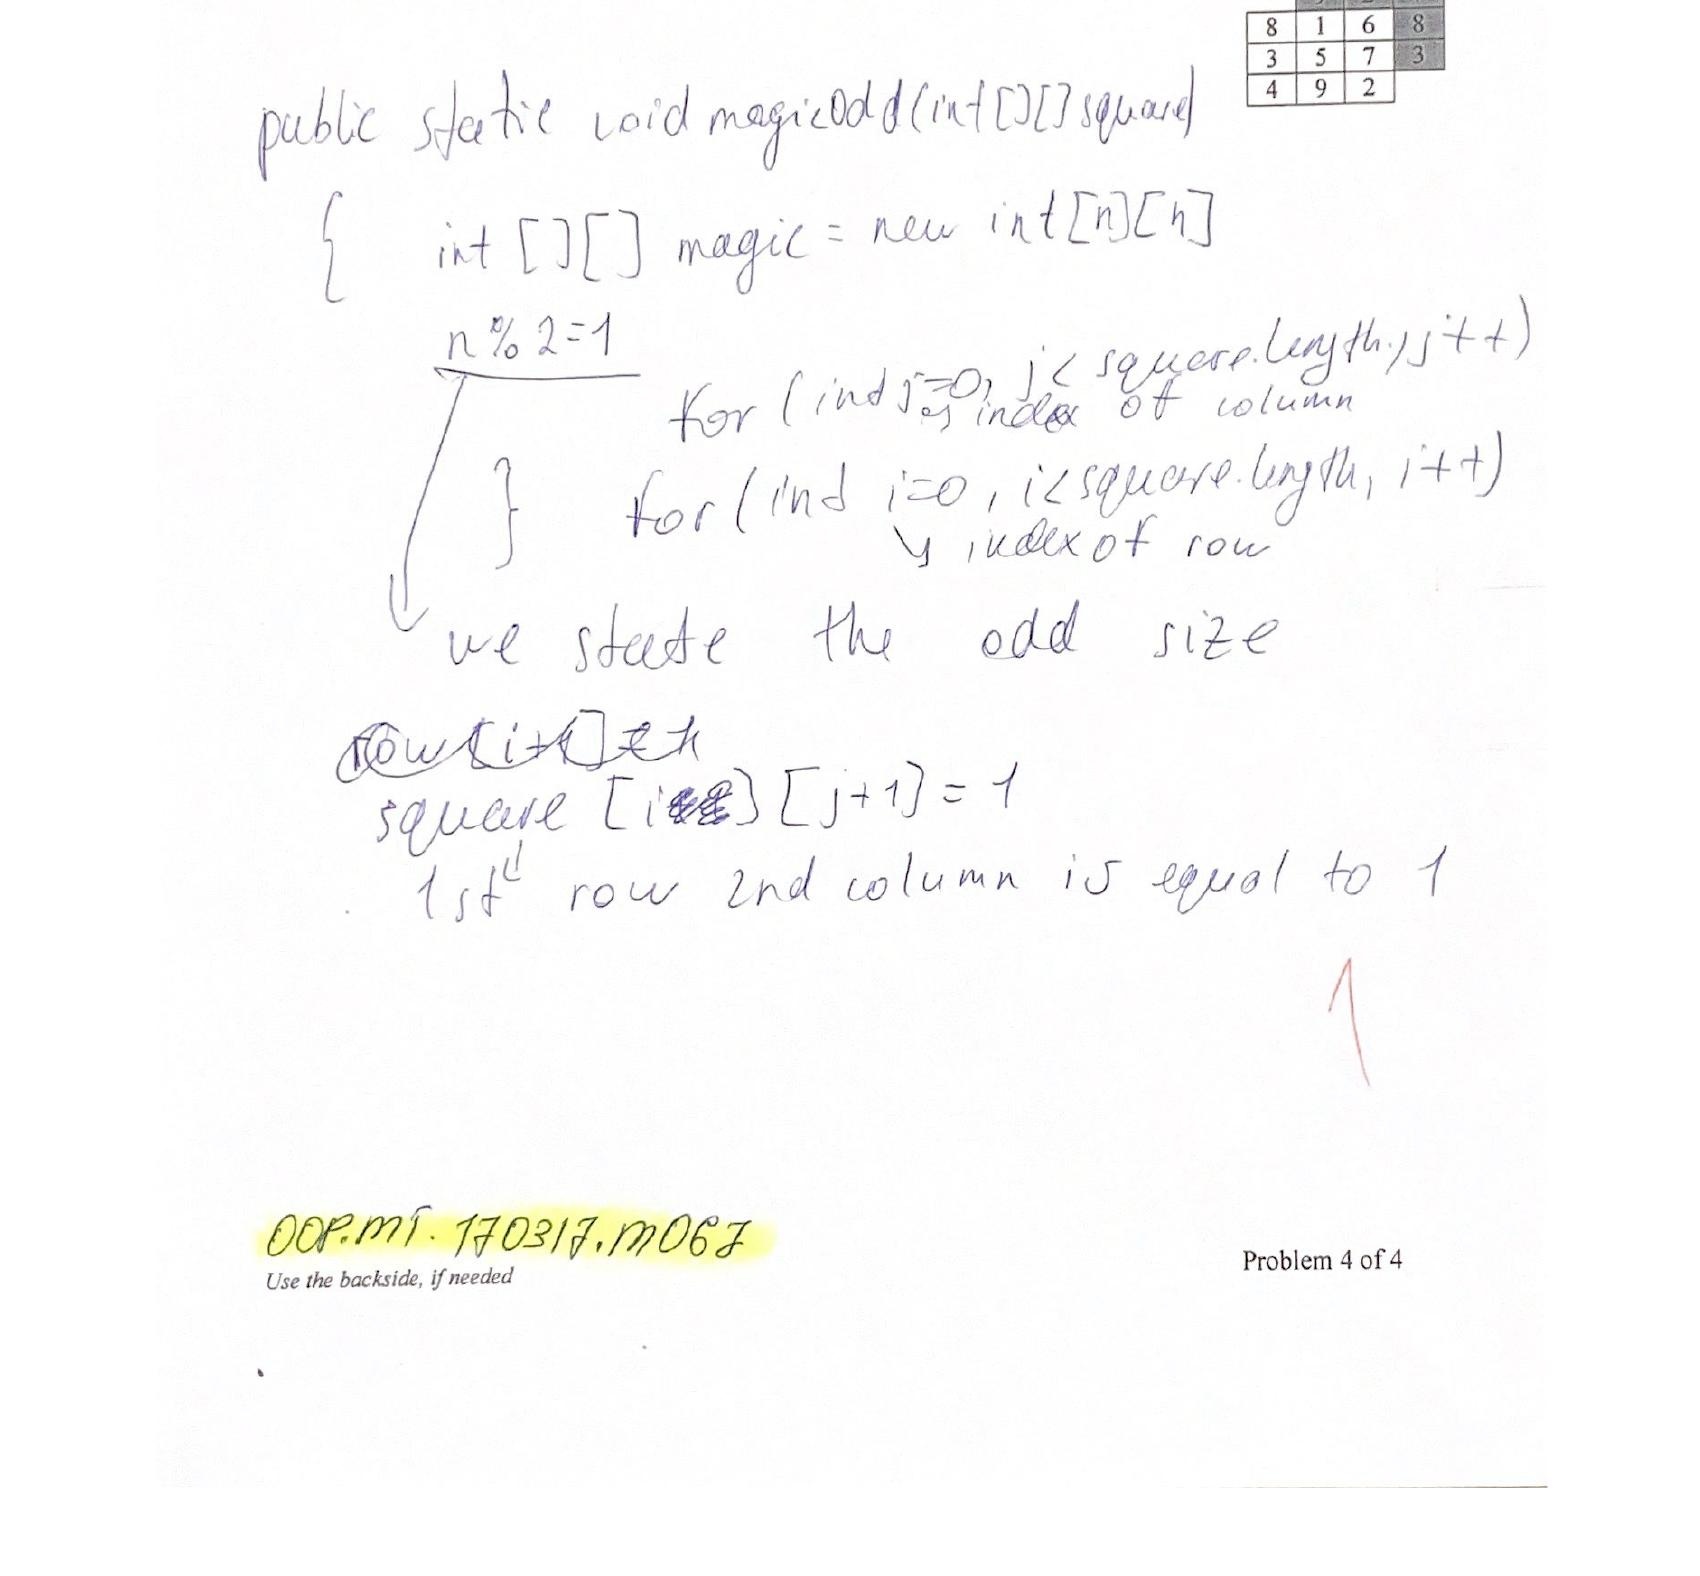 8 1 6 8
3 5 7 3
4 9 2
public static void magicOdd(int[][] square)
{ int [][] magic = new int[n][n]
n % 2=1
for (ind j=0, j< square.length, j++)
↳ index of column
} for (ind i=0, i<square.length, i++)
↳ index of row
we state the odd size
square [i] [j+1] = 1
1st row 2nd column is equal to 1
1
OOP.MT.170317.M067
Use the backside, if needed
Problem 4 of 4